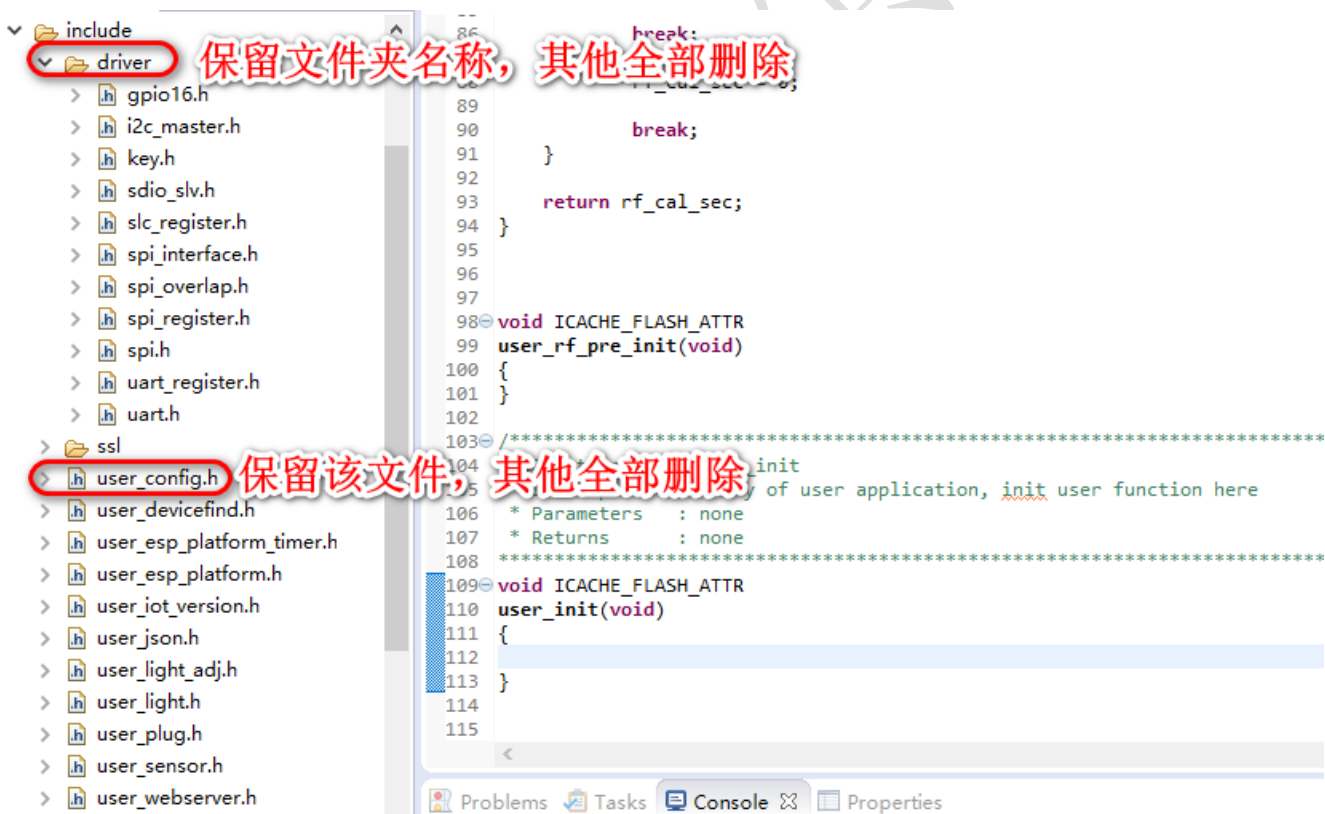 include
driver
保留文件夹名称，其他全部删除
gpio16.h
i2c_master.h
key.h
sdio_slv.h
slc_register.h
spi_interface.h
spi_overlap.h
spi_register.h
spi.h
uart_register.h
uart.h
ssl
user_config.h
保留该文件，其他全部删除
user_devicefind.h
user_esp_platform_timer.h
user_esp_platform.h
user_iot_version.h
user_json.h
user_light_adj.h
user_light.h
user_plug.h
user_sensor.h
user_webserver.h
86 break;
88 rf_cal_sec = 0;
89
90 break;
91 }
92
93 return rf_cal_sec;
94 }
95
96
97
98 void ICACHE_FLASH_ATTR
99 user_rf_pre_init(void)
100 {
101 }
102
103 /******************************************************************************
104 init
y of user application, init user function here
106 * Parameters : none
107 * Returns : none
108 *******************************************************************************
109 void ICACHE_FLASH_ATTR
110 user_init(void)
111 {
112
113 }
114
115
Problems Tasks Console Properties